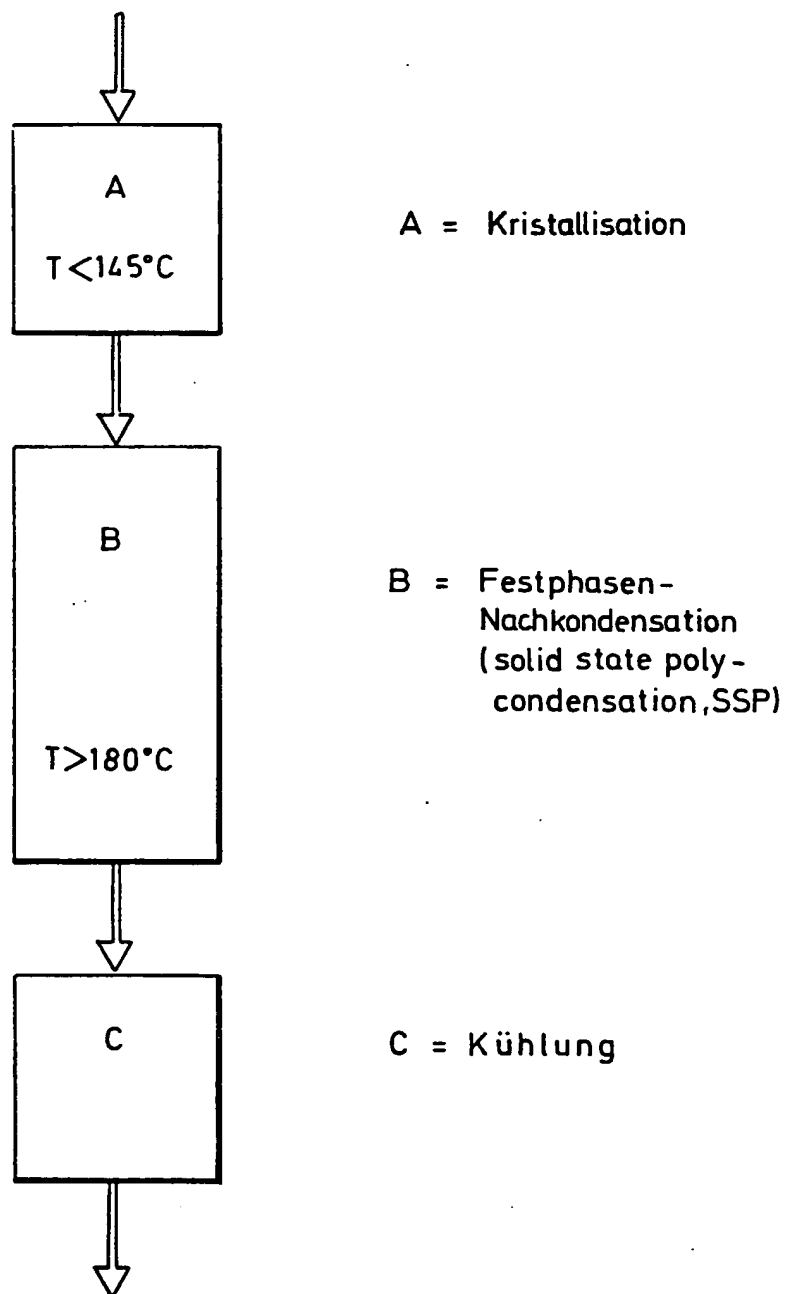 A
T<145°C
A = Kristallisation
B
T>180°C
B = Festphasen-
Nachkondensation
(solid state poly-
condensation,SSP)
C
C = Kühlung